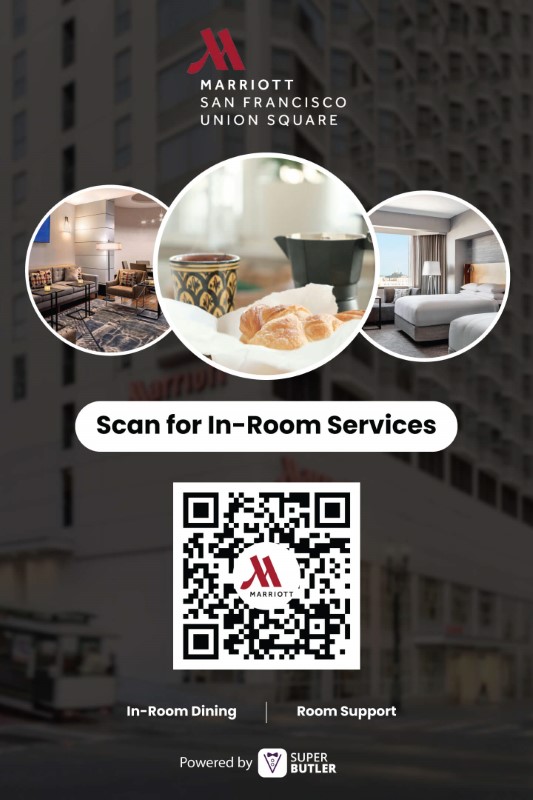 MARRIOTT
SAN FRANCISCO
UNION SQUARE
Marriott
Scan for In-Room Services
MARRIOTT
In-Room Dining | Room Support
Powered by SUPER
BUTLER